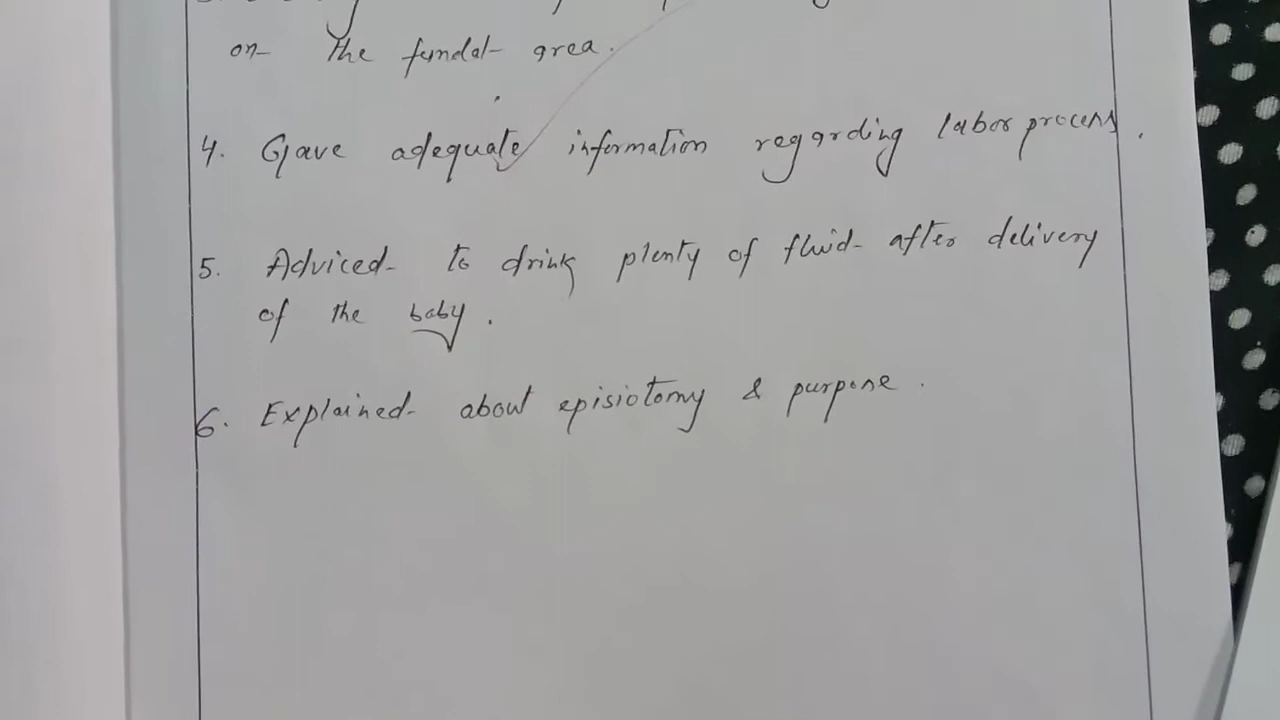 on the fundal area.
4. Gave adequate information regarding labor process.
5. Adviced to drink plenty of fluid after delivery
of the baby.
6. Explained about episiotomy & purpose.